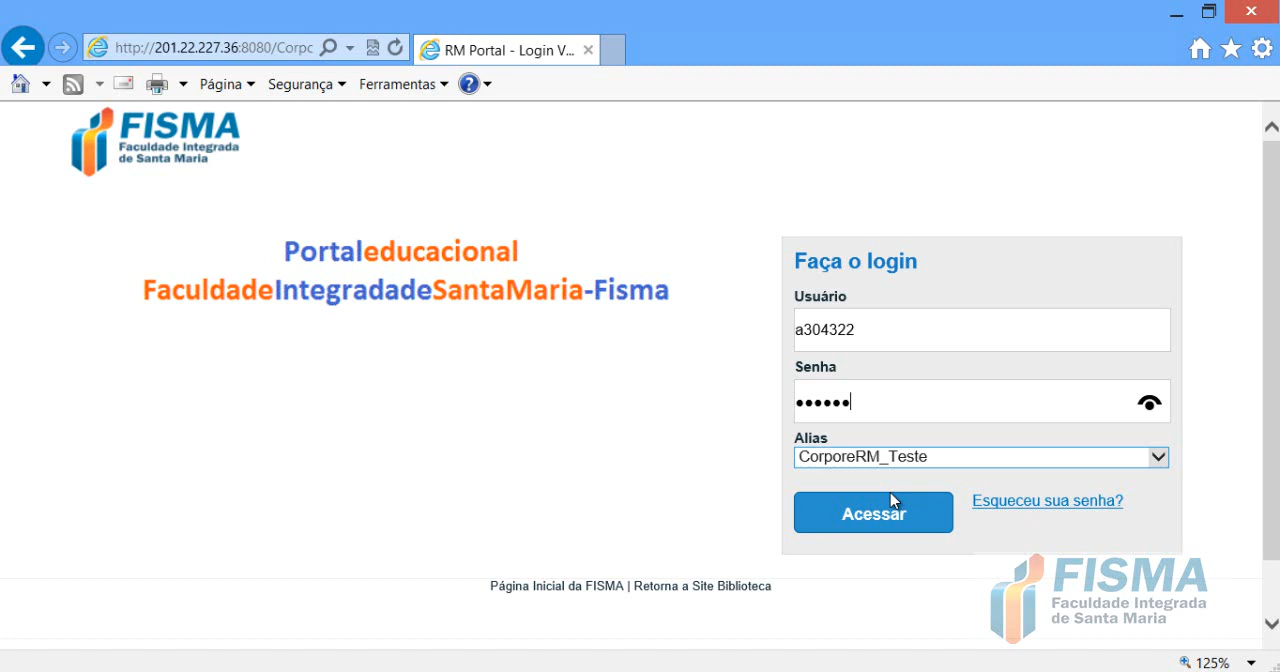 http://201.22.227.36:8080/Corpc
RM Portal - Login V...
Página
Segurança
Ferramentas
FISMA
Faculdade Integrada
de Santa Maria
Portaleducacional
FaculdadeIntegradadeSantaMaria-Fisma
Faça o login
Usuário
a304322
Senha
••••••
Alias
CorporeRM_Teste
Acessar
Esqueceu sua senha?
Página Inicial da FISMA | Retorna a Site Biblioteca
FISMA
Faculdade Integrada
de Santa Maria
125%